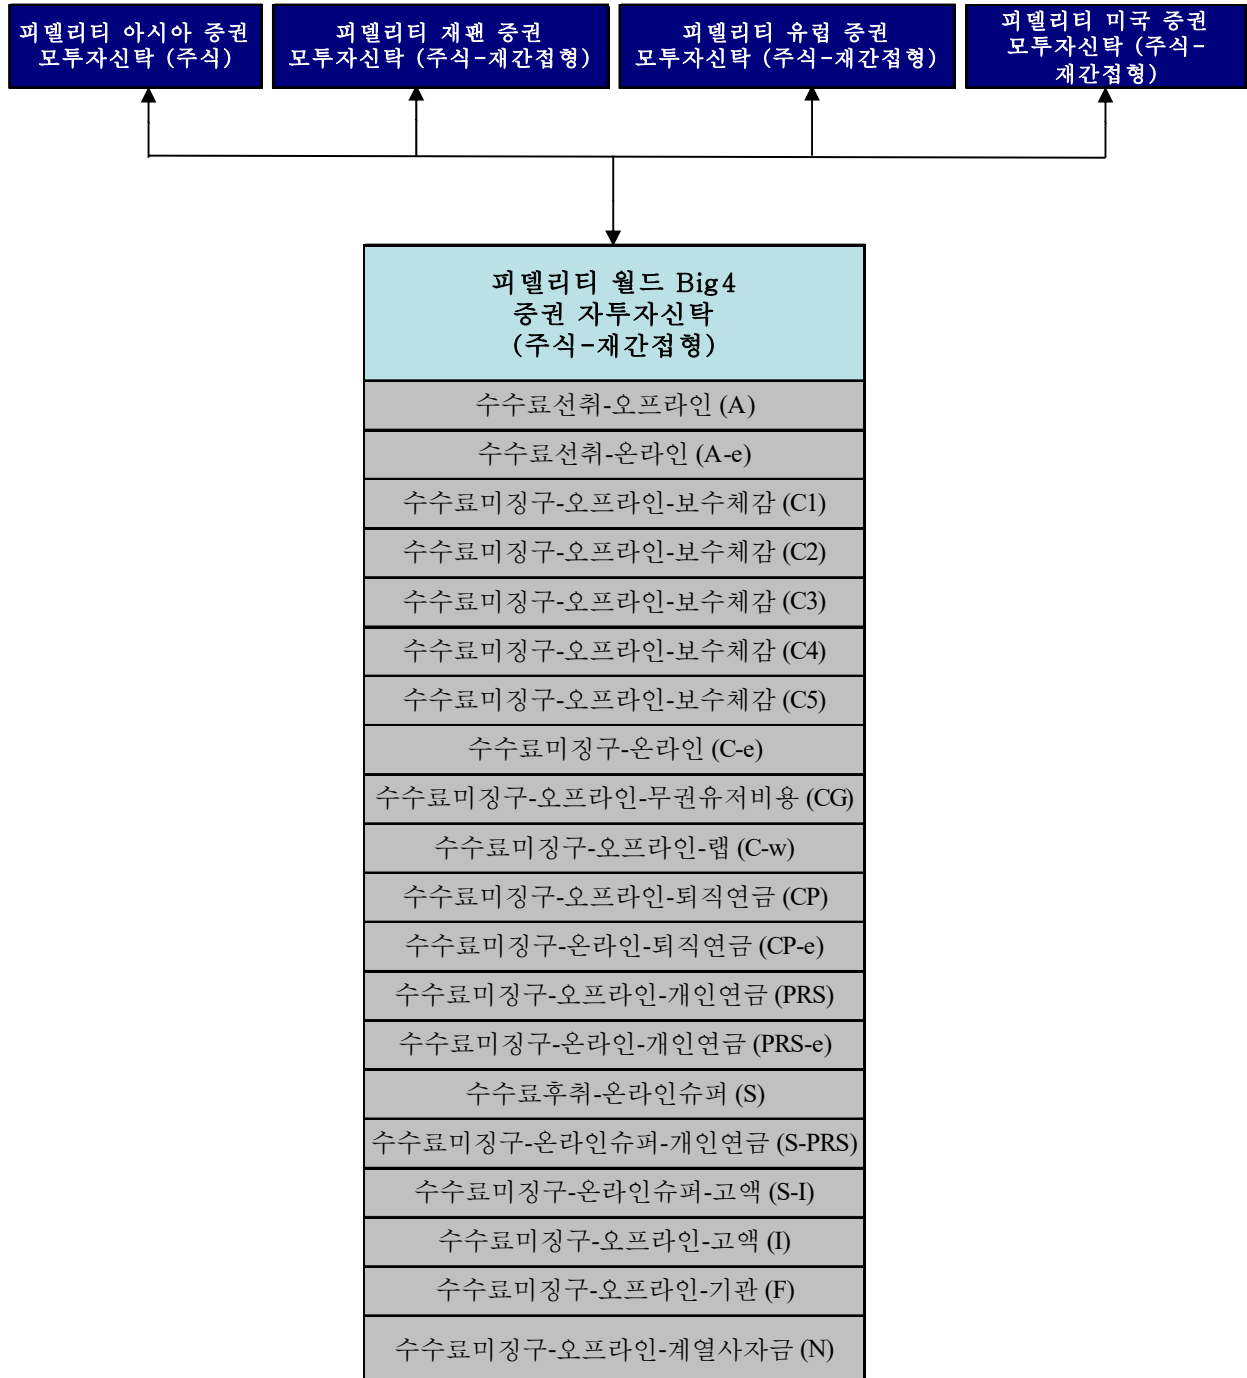 피델리티 아시아 증권
모투자신탁 (주식)
피델리티 재팬 증권
모투자신탁 (주식-재간접형)
피델리티 유럽 증권
모투자신탁 (주식-재간접형)
피델리티 미국 증권
모투자신탁 (주식-
재간접형)
피델리티 월드 Big4
증권 자투자신탁
(주식-재간접형)
수수료선취-오프라인 (A)
수수료선취-온라인 (A-e)
수수료미징구-오프라인-보수체감 (C1)
수수료미징구-오프라인-보수체감 (C2)
수수료미징구-오프라인-보수체감 (C3)
수수료미징구-오프라인-보수체감 (C4)
수수료미징구-오프라인-보수체감 (C5)
수수료미징구-온라인 (C-e)
수수료미징구-오프라인-무권유저비용 (CG)
수수료미징구-오프라인-랩 (C-w)
수수료미징구-오프라인-퇴직연금 (CP)
수수료미징구-온라인-퇴직연금 (CP-e)
수수료미징구-오프라인-개인연금 (PRS)
수수료미징구-온라인-개인연금 (PRS-e)
수수료후취-온라인슈퍼 (S)
수수료미징구-온라인슈퍼-개인연금 (S-PRS)
수수료미징구-온라인슈퍼-고액 (S-I)
수수료미징구-오프라인-고액 (I)
수수료미징구-오프라인-기관 (F)
수수료미징구-오프라인-계열사자금 (N)